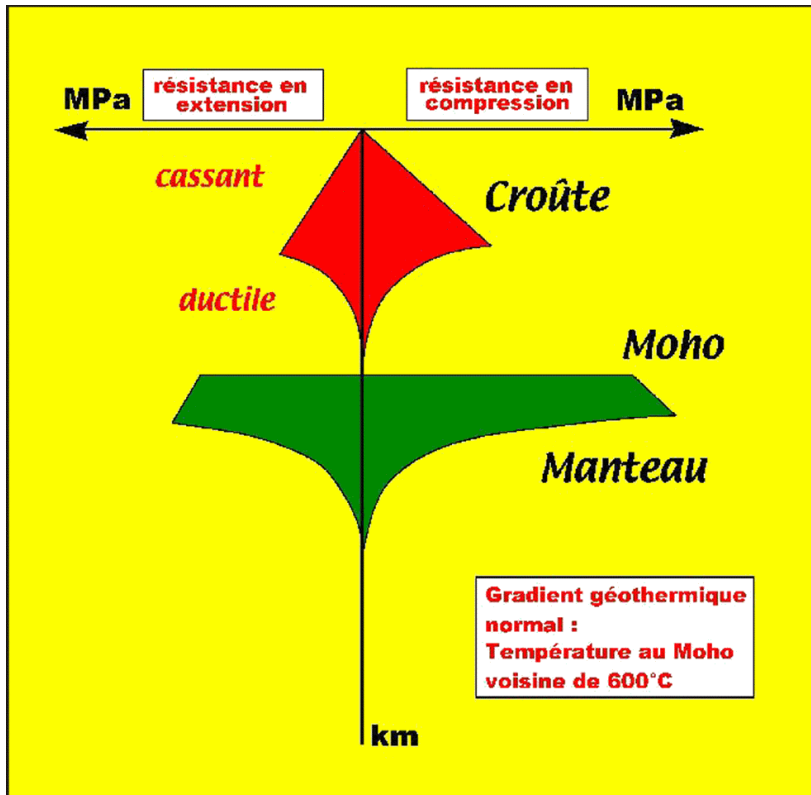 résistance en
extension
résistance en
compression
MPa
MPa
cassant
Croûte
ductile
Moho
Manteau
Gradient géothermique
normal :
Température au Moho
voisine de 600°C
km